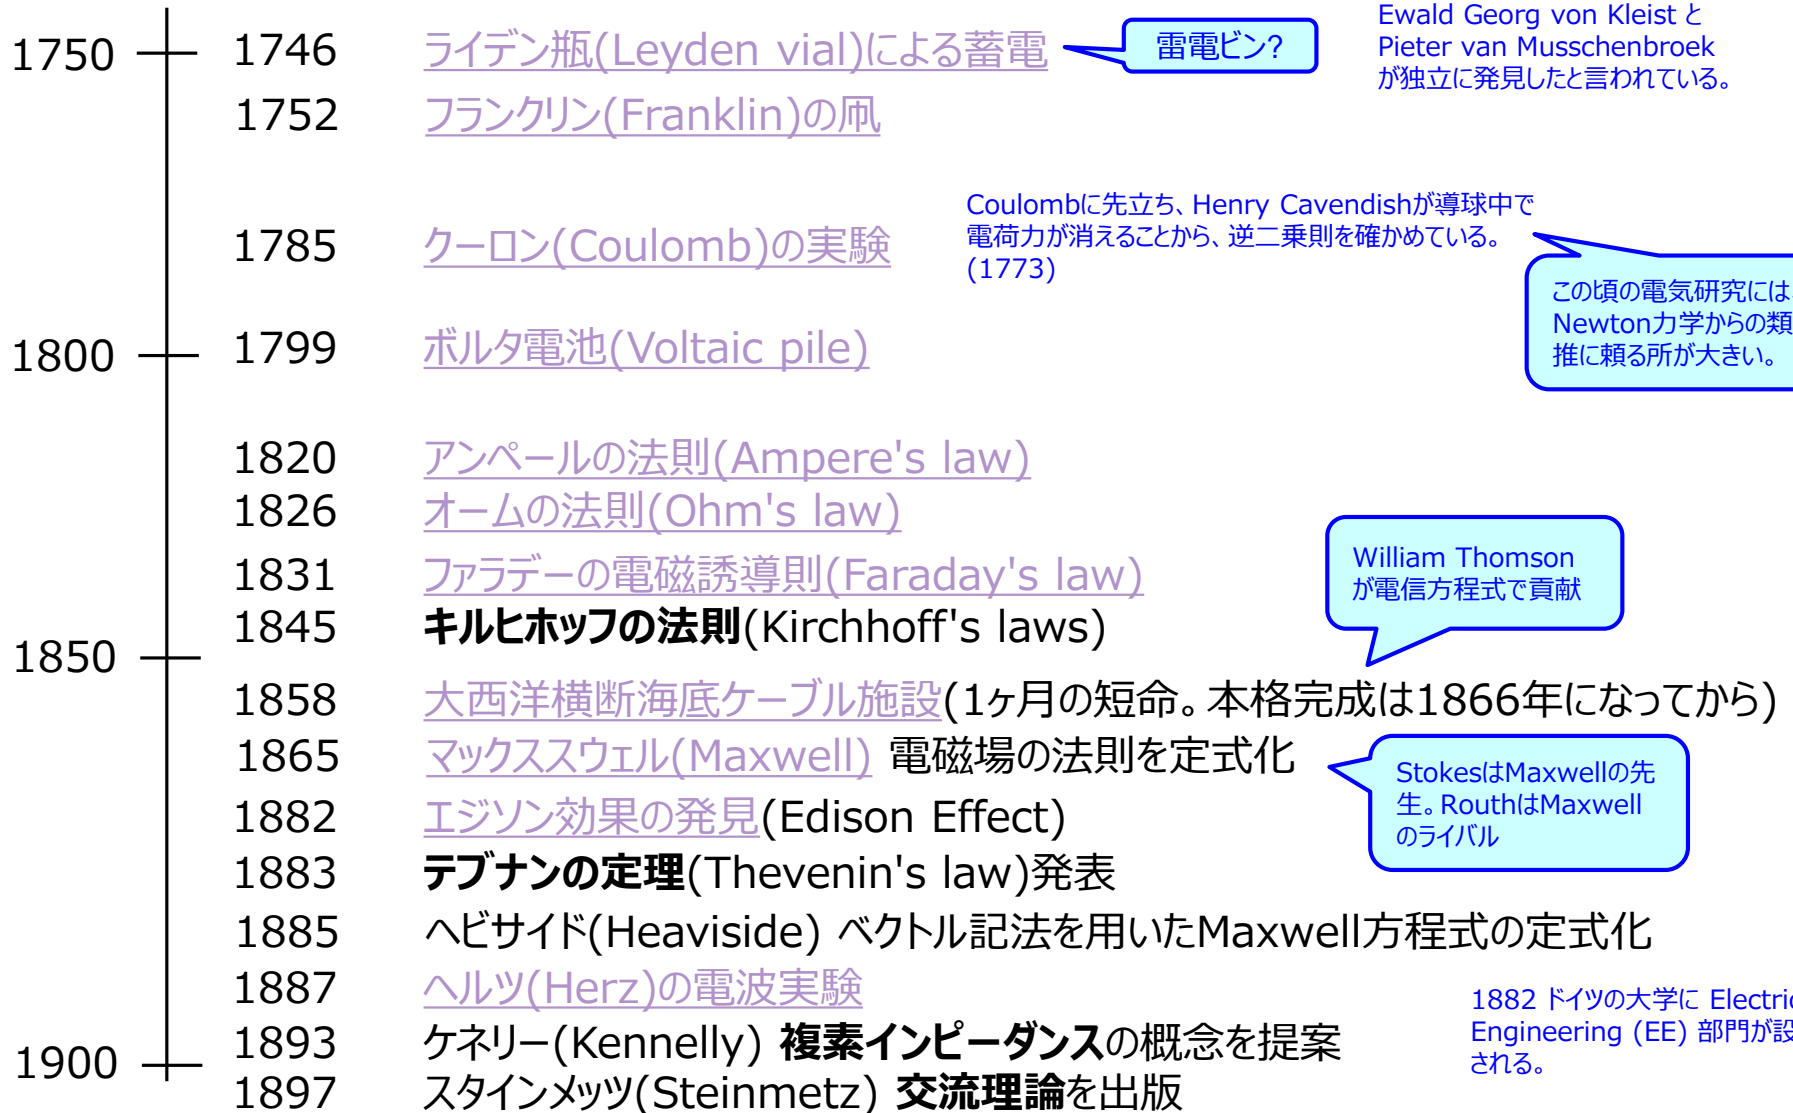 1750
1746 ライデン瓶(Leyden vial)による蓄電
雷電ビン?
Ewald Georg von Kleist と
Pieter van Musschenbroek
が独立に発見したと言われている。
1752 フランクリン(Franklin)の凧
1785 クーロン(Coulomb)の実験
Coulombに先立ち、Henry Cavendishが導球中で
電荷力が消えることから、逆二乗則を確かめている。
(1773)
この頃の電気研究には、
Newton力学からの類
推に頼る所が大きい。
1800
1799 ボルタ電池(Voltaic pile)
1820 アンペールの法則(Ampere's law)
1826 オームの法則(Ohm's law)
1831 ファラデーの電磁誘導則(Faraday's law)
1845 キルヒホッフの法則(Kirchhoff's laws)
William Thomson
が電信方程式で貢献
1850
1858 大西洋横断海底ケーブル施設(1ヶ月の短命。本格完成は1866年になってから)
1865 マックススウェル(Maxwell) 電磁場の法則を定式化
StokesはMaxwellの先
生。RouthはMaxwell
のライバル
1882 エジソン効果の発見(Edison Effect)
1883 テブナンの定理(Thevenin's law)発表
1885 ヘビサイド(Heaviside) ベクトル記法を用いたMaxwell方程式の定式化
1887 ヘルツ(Herz)の電波実験
1882 ドイツの大学に
Engineering (EE) 部門が
される。
1893 ケネリー(Kennelly) 複素インピーダンスの概念を提案
1900
1897 スタインメッツ(Steinmetz) 交流理論を出版